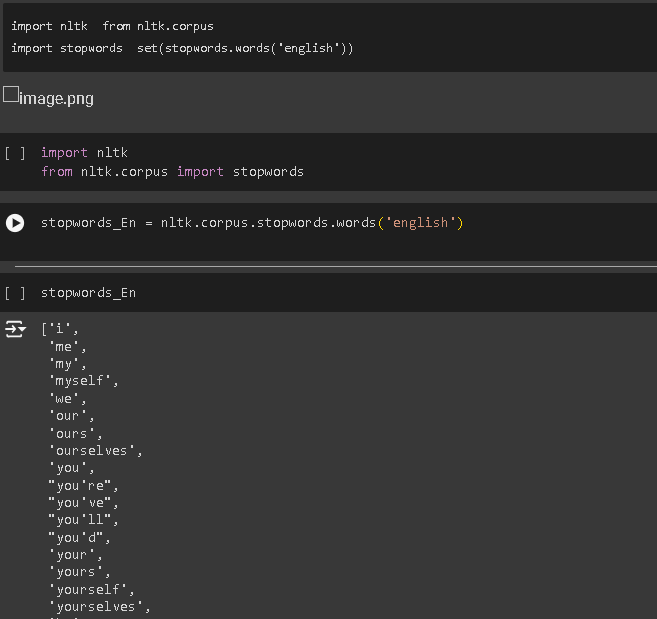 import nltk  from nltk.corpus
import stopwords  set(stopwords.words('english'))
image.png
[ ] import nltk
from nltk.corpus import stopwords
stopwords_En = nltk.corpus.stopwords.words('english')
[ ] stopwords_En
['i',
'me',
'my',
'myself',
'we',
'our',
'ours',
'ourselves',
'you',
"you're",
"you've",
"you'll",
"you'd",
'your',
'yours',
'yourself',
'yourselves',